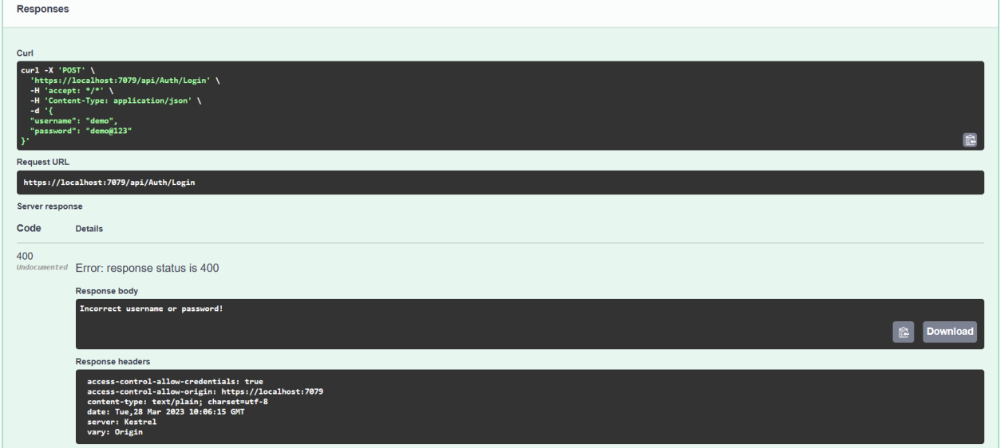 Responses
Curl
curl -X 'POST' \
'https://localhost:7079/api/Auth/Login' \
-H 'accept: */*' \
-H 'Content-Type: application/json' \
-d '{
"username": "demo",
"password": "demo@123"
}'
Request URL
https://localhost:7079/api/Auth/Login
Server response
Code Details
400
Undocumented Error: response status is 400
Response body
Incorrect username or password!
Download
Response headers
access-control-allow-credentials: true
access-control-allow-origin: https://localhost:7079
content-type: text/plain; charset=utf-8
date: Tue,28 Mar 2023 10:06:15 GMT
server: Kestrel
vary: Origin